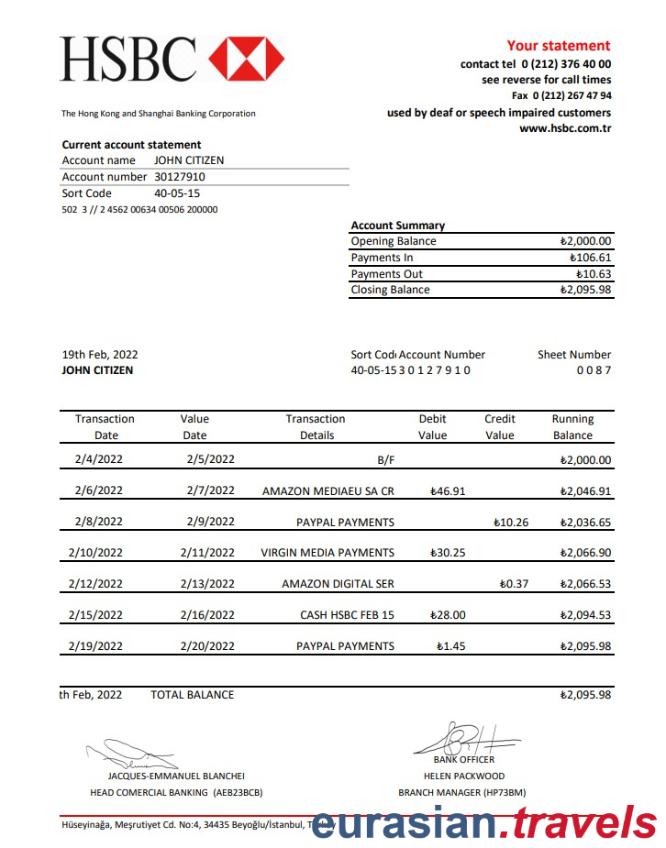 HSBC
Your statement
contact tel 0 (212) 376 40 00
see reverse for call times
Fax 0 (212) 267 47 94
The Hong Kong and Shanghai Banking Corporation
used by deaf or speech impaired customers
www.hsbc.com.tr
Current account statement
Account name JOHN CITIZEN
Account number 30127910
Sort Code 40-05-15
502 3 // 2 4562 00634 00506 200000
Account Summary
Opening Balance ₺2,000.00
Payments In ₺106.61
Payments Out ₺10.63
Closing Balance ₺2,095.98
19th Feb, 2022 Sort Cod Account Number Sheet Number
JOHN CITIZEN 40-05-15 3 0 1 2 7 9 1 0 0 0 8 7
Transaction Value Transaction Debit Credit Running
Date Date Details Value Value Balance
2/4/2022 2/5/2022 B/F ₺2,000.00
2/6/2022 2/7/2022 AMAZON MEDIAEU SA CR ₺46.91 ₺2,046.91
2/8/2022 2/9/2022 PAYPAL PAYMENTS ₺10.26 ₺2,036.65
2/10/2022 2/11/2022 VIRGIN MEDIA PAYMENTS ₺30.25 ₺2,066.90
2/12/2022 2/13/2022 AMAZON DIGITAL SER ₺0.37 ₺2,066.53
2/15/2022 2/16/2022 CASH HSBC FEB 15 ₺28.00 ₺2,094.53
2/19/2022 2/20/2022 PAYPAL PAYMENTS ₺1.45 ₺2,095.98
th Feb, 2022 TOTAL BALANCE ₺2,095.98
BANK OFFICER
JACQUES-EMMANUEL BLANCHEI HELEN PACKWOOD
HEAD COMERCIAL BANKING (AEB23BCB) BRANCH MANAGER (HP73BM)
Hüseyinağa, Meşrutiyet Cd. No:4, 34435 Beyoğlu/İstanbul,
eurasian.travels